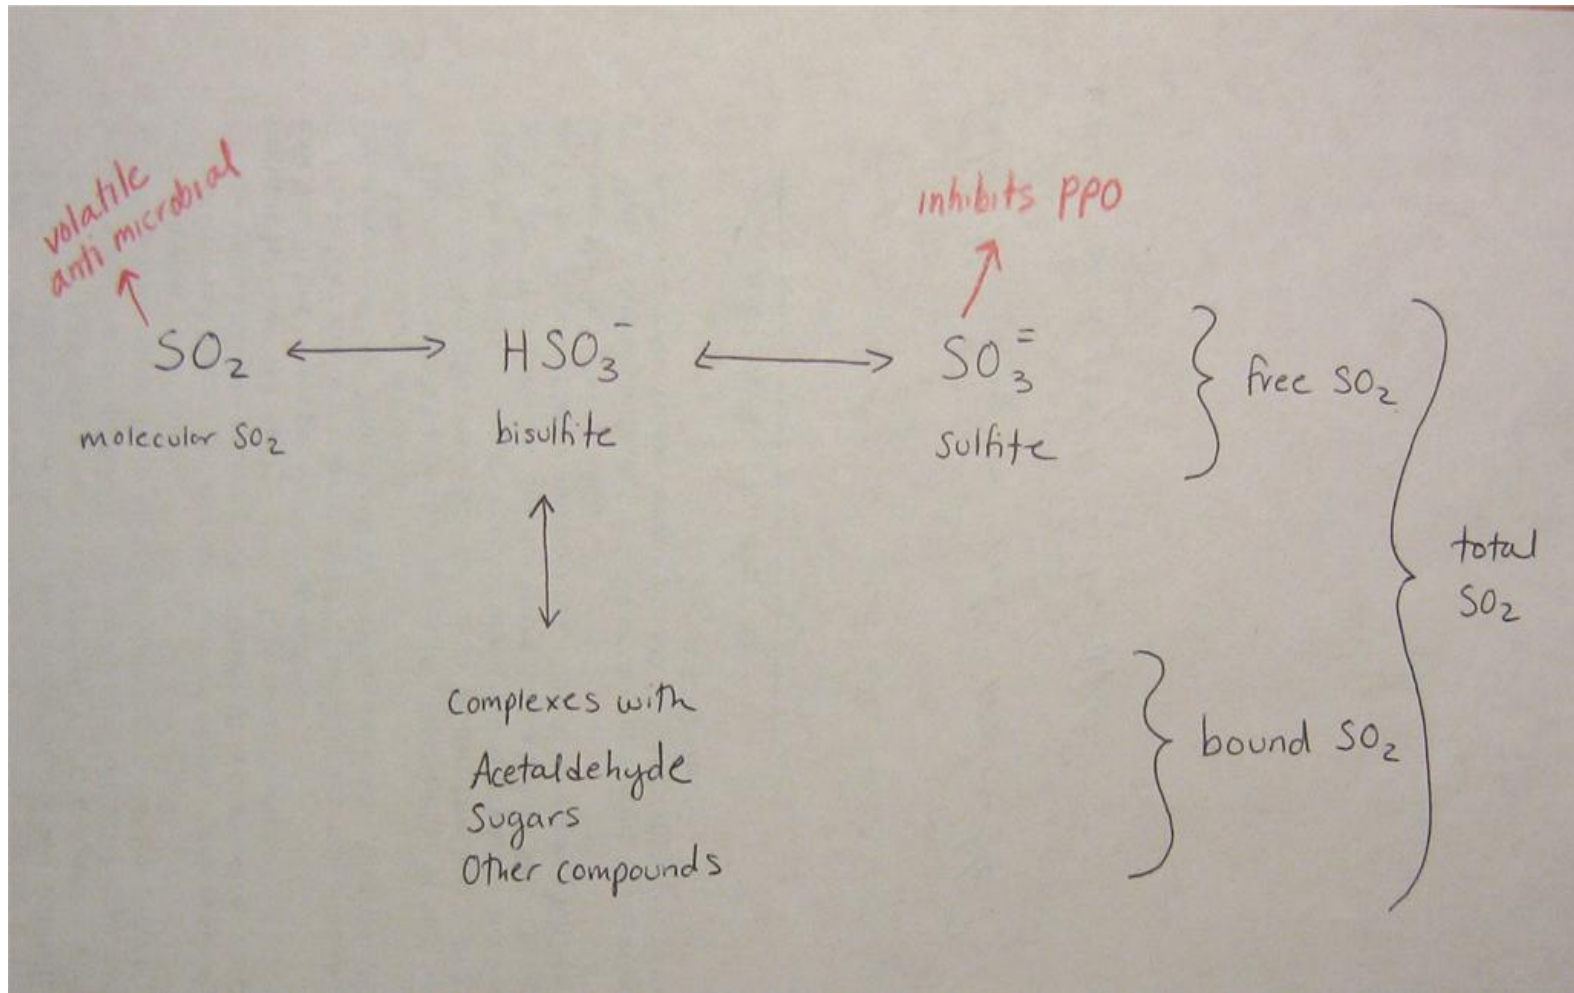 volatile
anti microbial
inhibits PPO
SO₂ ⟷ HSO₃⁻ ⟷ SO₃⁼ } free SO₂
molecular SO₂ bisulfite sulfite
total
SO₂
Complexes with
Acetaldehyde
Sugars
Other compounds
bound SO₂